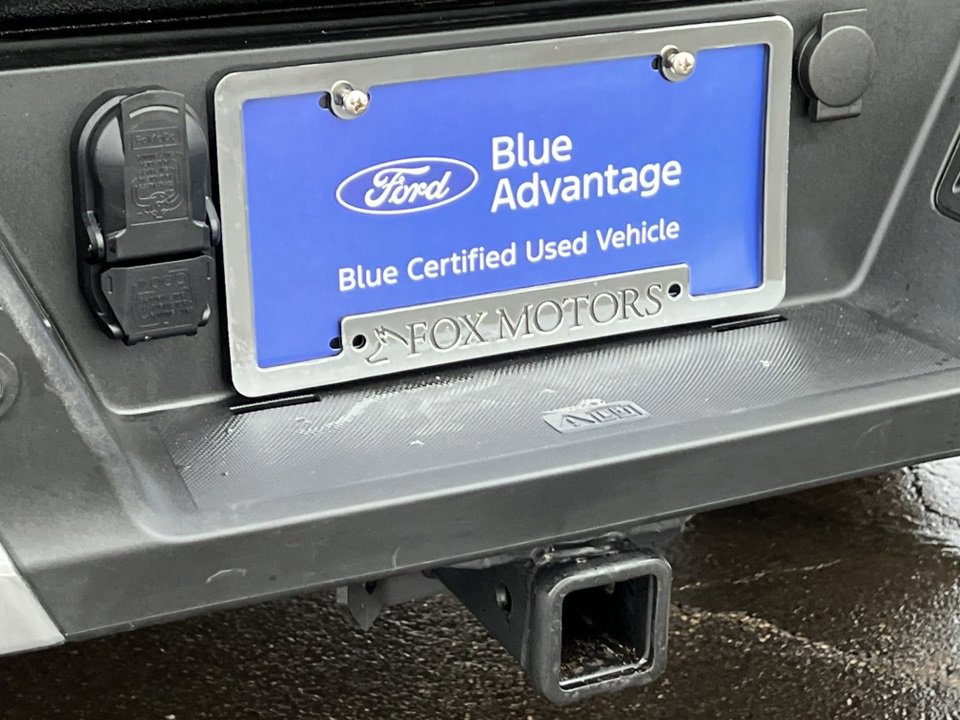 Ford
Blue
Advantage
Blue Certified Used Vehicle
FOX MOTORS